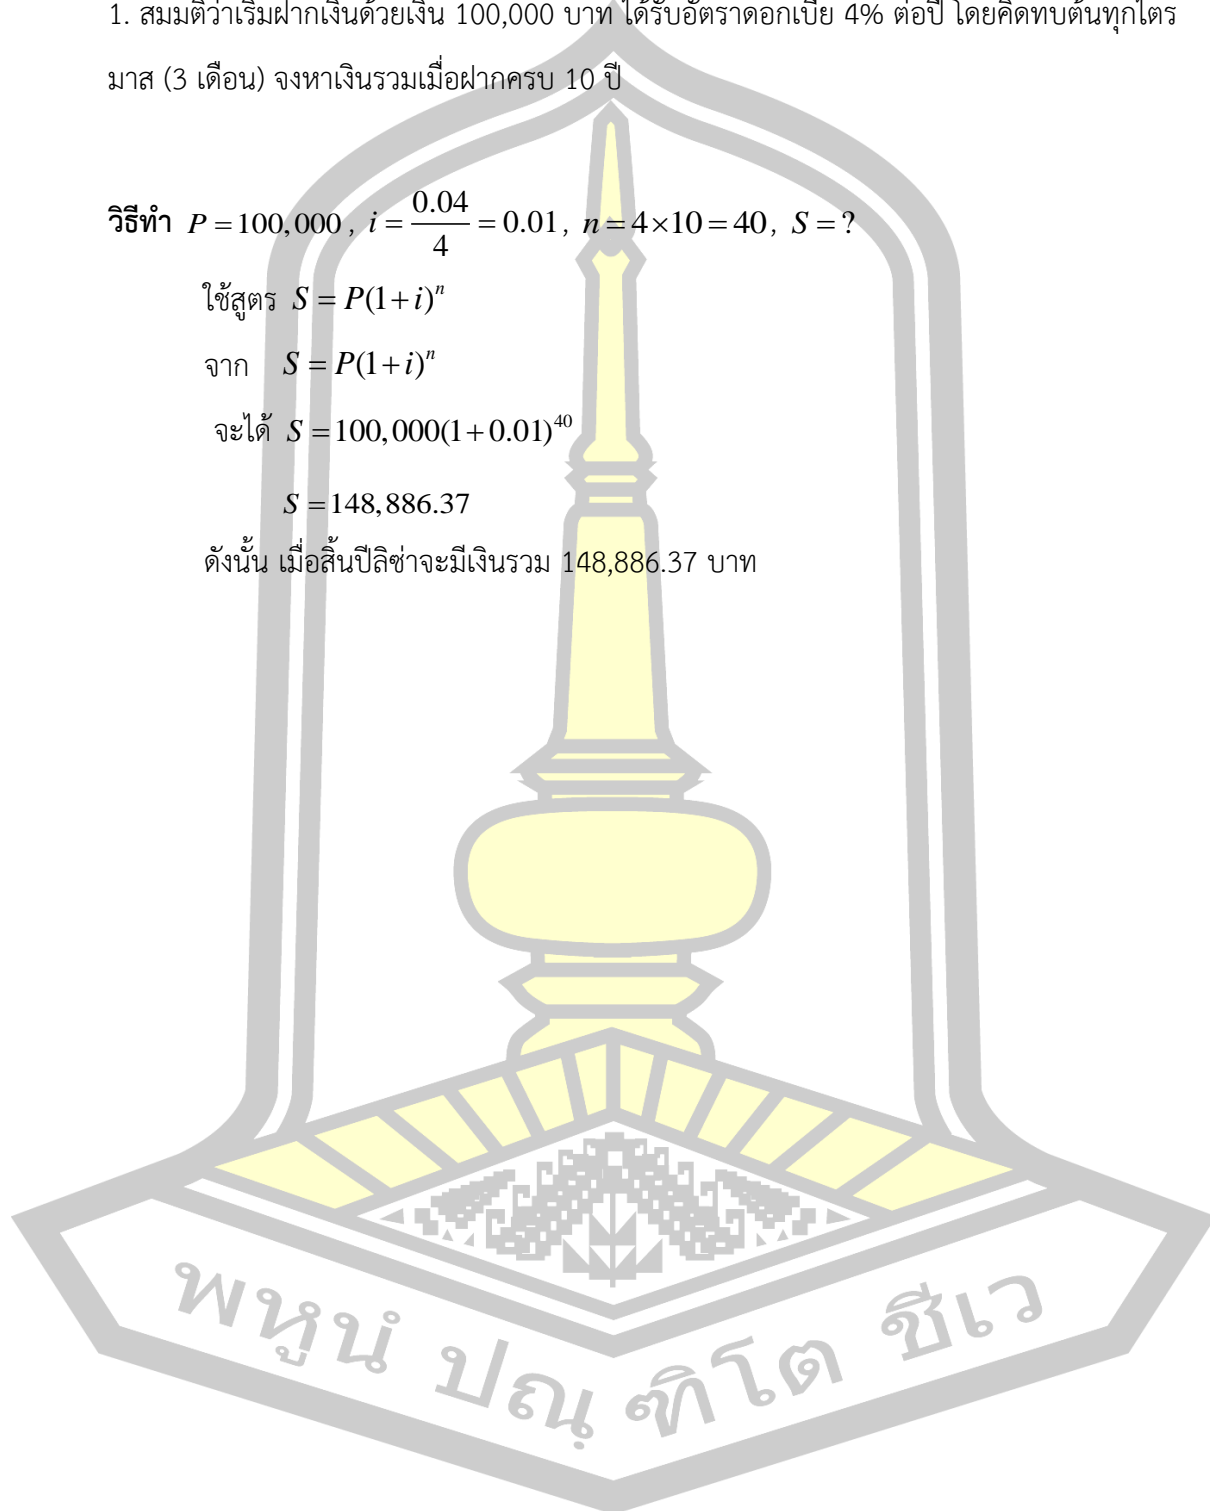 1. สมมติว่าเริ่มฝากเงินด้วยเงิน 100,000 บาท ได้รับอัตราดอกเบี้ย 4% ต่อปี โดยคิดทบต้นทุกไตร
มาส (3 เดือน) จงหาเงินรวมเมื่อฝากครบ 10 ปี
วิธีทำ P = 100,000 , i = 0.04/4 = 0.01 , n = 4×10 = 40 , S = ?
ใช้สูตร S = P(1+i)^n
จาก S = P(1+i)^n
จะได้ S = 100,000(1+0.01)^40
S = 148,886.37
ดังนั้น เมื่อสิ้นปีลิซ่าจะมีเงินรวม 148,886.37 บาท
พหูนํ ปณฺฑิโต ชีเว